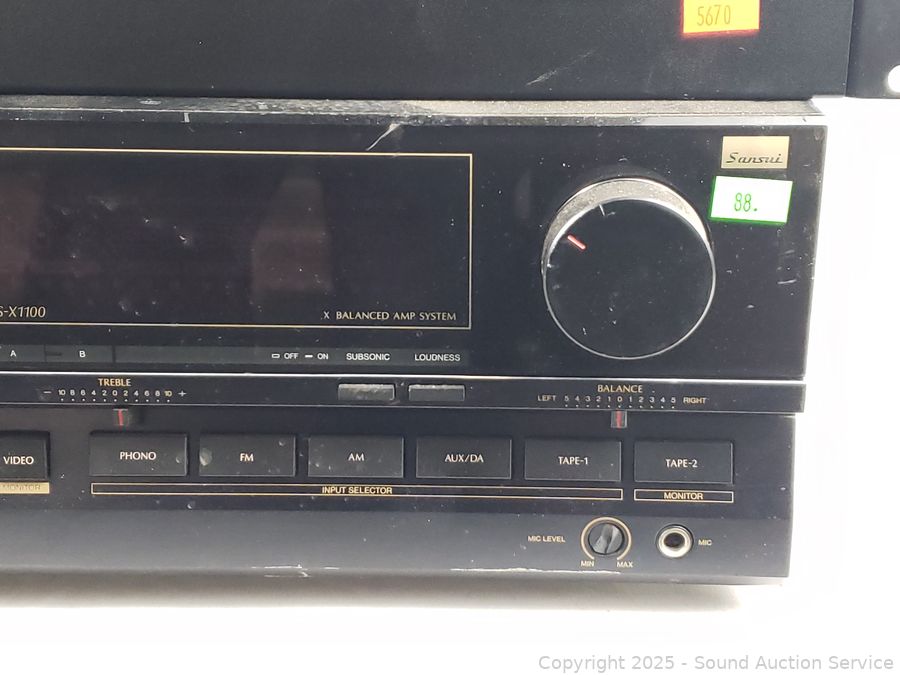 5670
Sansui
88.
S-X1100
X BALANCED AMP SYSTEM
A B OFF ON SUBSONIC LOUDNESS
TREBLE
− 10 8 6 4 2 0 2 4 6 8 10 +
BALANCE
LEFT 5 4 3 2 1 0 1 2 3 4 5 RIGHT
VIDEO PHONO FM AM AUX/DA TAPE-1 TAPE-2
MONITOR INPUT SELECTOR MONITOR
MIC LEVEL MIN MAX MIC
Copyright 2025 - Sound Auction Service